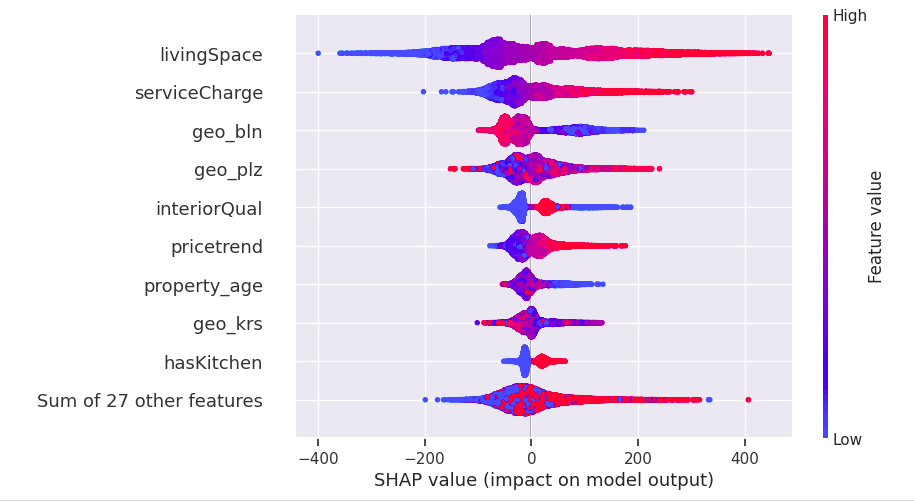 High
livingSpace
serviceCharge
geo_bln
geo_plz
interiorQual
pricetrend
property_age
geo_krs
hasKitchen
Sum of 27 other features
Feature value
Low
−400 −200 0 200 400
SHAP value (impact on model output)